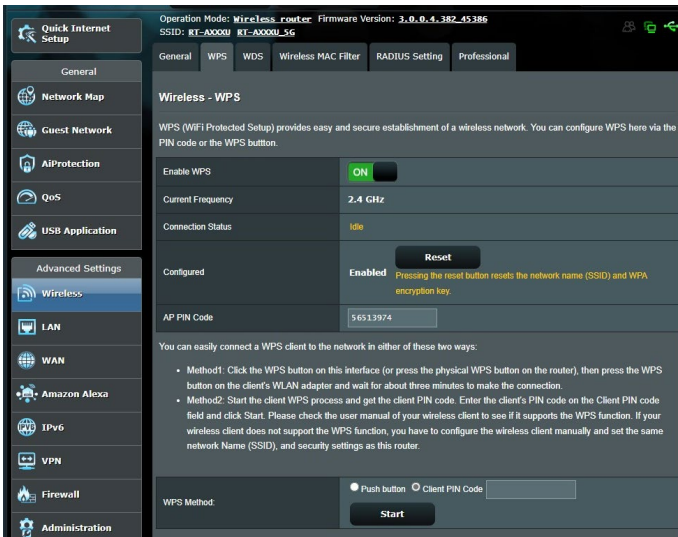 Quick Internet
Setup
General
Network Map
Guest Network
AiProtection
QoS
USB Application
Advanced Settings
Wireless
LAN
WAN
Amazon Alexa
IPv6
VPN
Firewall
Administration
Operation Mode: Wireless router Firmware Version: 3.0.0.4.382_45386
SSID: RT-AXXXU RT-AXXXU_5G
General WPS WDS Wireless MAC Filter RADIUS Setting Professional
Wireless - WPS
WPS (WiFi Protected Setup) provides easy and secure establishment of a wireless network. You can configure WPS here via the
PIN code or the WPS buttton.
Enable WPS ON
Current Frequency 2.4 GHz
Connection Status Idle
Configured Enabled Reset
Pressing the reset button resets the network name (SSID) and WPA
encryption key.
AP PIN Code 56513974
You can easily connect a WPS client to the network in either of these two ways:
• Method1: Click the WPS button on this interface (or press the physical WPS button on the router), then press the WPS
button on the client's WLAN adapter and wait for about three minutes to make the connection.
• Method2: Start the client WPS process and get the client PIN code. Enter the client's PIN code on the Client PIN code
field and click Start. Please check the user manual of your wireless client to see if it supports the WPS function. If your
wireless client does not support the WPS function, you have to configure the wireless client manually and set the same
network Name (SSID), and security settings as this router.
WPS Method: Push button Client PIN Code
Start